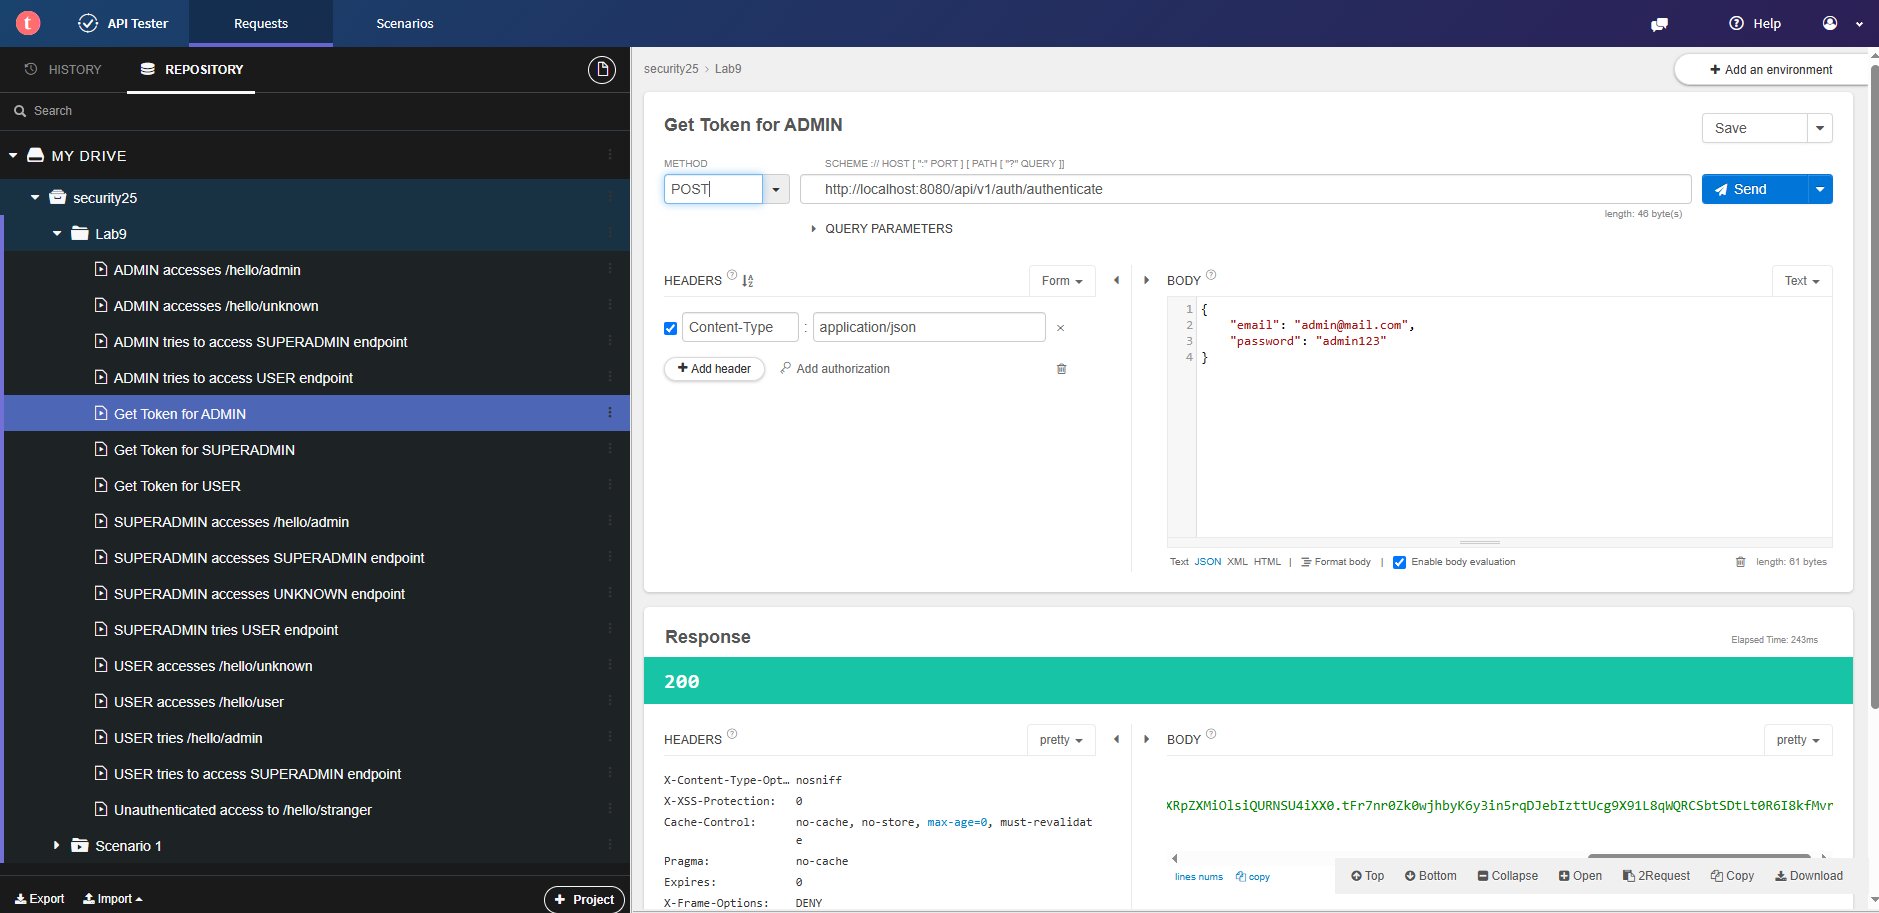 t API Tester Requests Scenarios Help
HISTORY REPOSITORY
Search
MY DRIVE
security25
Lab9
ADMIN accesses /hello/admin
ADMIN accesses /hello/unknown
ADMIN tries to access SUPERADMIN endpoint
ADMIN tries to access USER endpoint
Get Token for ADMIN
Get Token for SUPERADMIN
Get Token for USER
SUPERADMIN accesses /hello/admin
SUPERADMIN accesses SUPERADMIN endpoint
SUPERADMIN accesses UNKNOWN endpoint
SUPERADMIN tries USER endpoint
USER accesses /hello/unknown
USER accesses /hello/user
USER tries /hello/admin
USER tries to access SUPERADMIN endpoint
Unauthenticated access to /hello/stranger
Scenario 1
Export Import + Project
security25 › Lab9
+ Add an environment
Get Token for ADMIN
Save
METHOD SCHEME :// HOST [ ":" PORT ] [ PATH [ "?" QUERY ]]
POST http://localhost:8080/api/v1/auth/authenticate Send
length: 46 byte(s)
QUERY PARAMETERS
HEADERS ? Form
Content-Type : application/json ×
+ Add header Add authorization
BODY ? Text
1 {
2 "email": "admin@mail.com",
3 "password": "admin123"
4 }
Text JSON XML HTML | Format body | Enable body evaluation length: 61 bytes
Response
Elapsed Time: 243ms
200
HEADERS ? pretty
X-Content-Type-Opt… nosniff
X-XSS-Protection: 0
Cache-Control: no-cache, no-store, max-age=0, must-revalidat
e
Pragma: no-cache
Expires: 0
X-Frame-Options: DENY
BODY ? pretty
XRpZXMiOlsiQURNSU4iXX0.tFr7nr0Zk0wjhbyK6y3in5rqDJebIzttUcg9X91L8qWQRCSbtSDtLt0R6I8kfMvr
lines nums copy
Top Bottom Collapse Open 2Request Copy Download